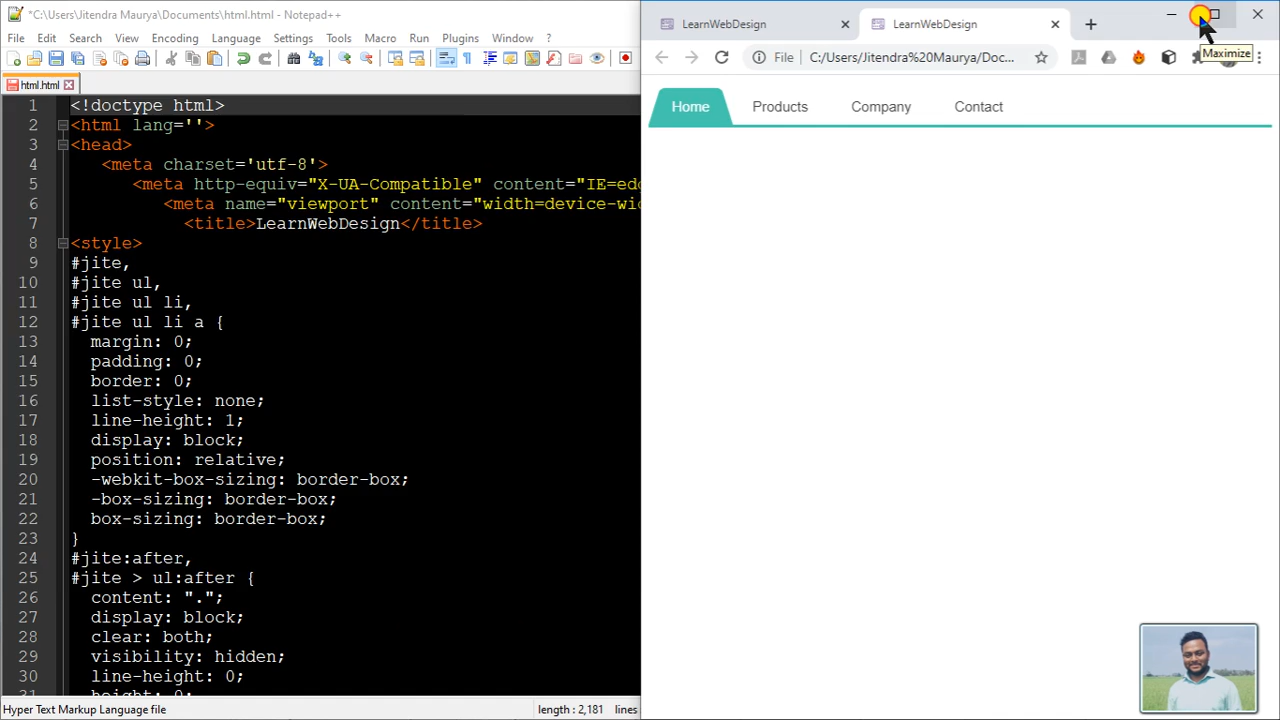 *C:\Users\Jitendra Maurya\Documents\html.html - Notepad++
File Edit Search View Encoding Language Settings Tools Macro Run Plugins Window ?
html.html
1 <!doctype html>
2 <html lang=''>
3 <head>
4 <meta charset='utf-8'>
5 <meta http-equiv="X-UA-Compatible" content="IE=edg
6 <meta name="viewport" content="width=device-wid
7 <title>LearnWebDesign</title>
8 <style>
9 #jite,
10 #jite ul,
11 #jite ul li,
12 #jite ul li a {
13 margin: 0;
14 padding: 0;
15 border: 0;
16 list-style: none;
17 line-height: 1;
18 display: block;
19 position: relative;
20 -webkit-box-sizing: border-box;
21 -box-sizing: border-box;
22 box-sizing: border-box;
23 }
24 #jite:after,
25 #jite > ul:after {
26 content: ".";
27 display: block;
28 clear: both;
29 visibility: hidden;
30 line-height: 0;
31 height: 0;
Hyper Text Markup Language file length : 2,181 lines
LearnWebDesign LearnWebDesign
Maximize
File C:/Users/Jitendra%20Maurya/Doc...
Home Products Company Contact